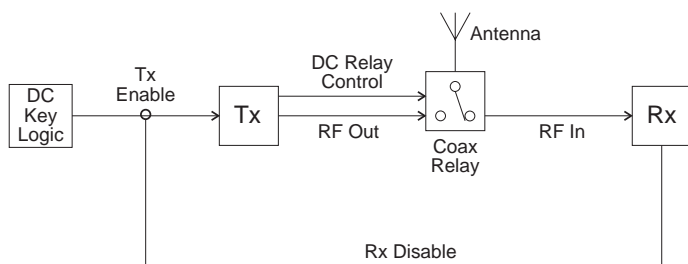 Antenna
DC Relay
Control
Tx
Enable
DC
Key
Logic
Tx
RF Out
Coax
Relay
RF In
Rx
Rx Disable